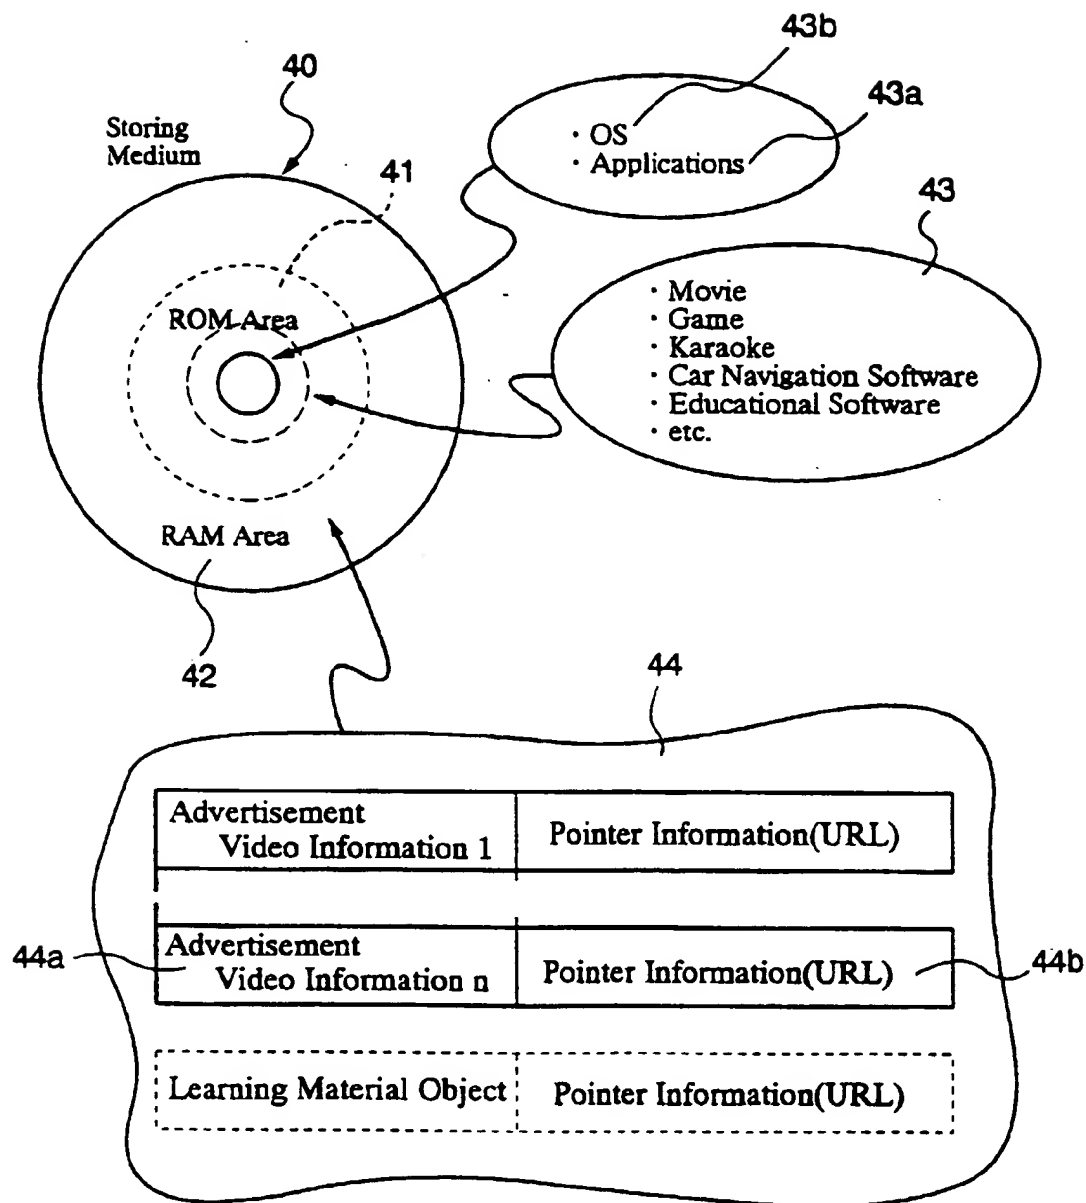 43b
40
43a
Storing
Medium
・OS
・Applications
41
43
ROM Area
・Movie
・Game
・Karaoke
・Car Navigation Software
・Educational Software
・etc.
RAM Area
42
44
Advertisement
Video Information 1
Pointer Information(URL)
44a
Advertisement
Video Information n
Pointer Information(URL)
44b
Learning Material Object
Pointer Information(URL)